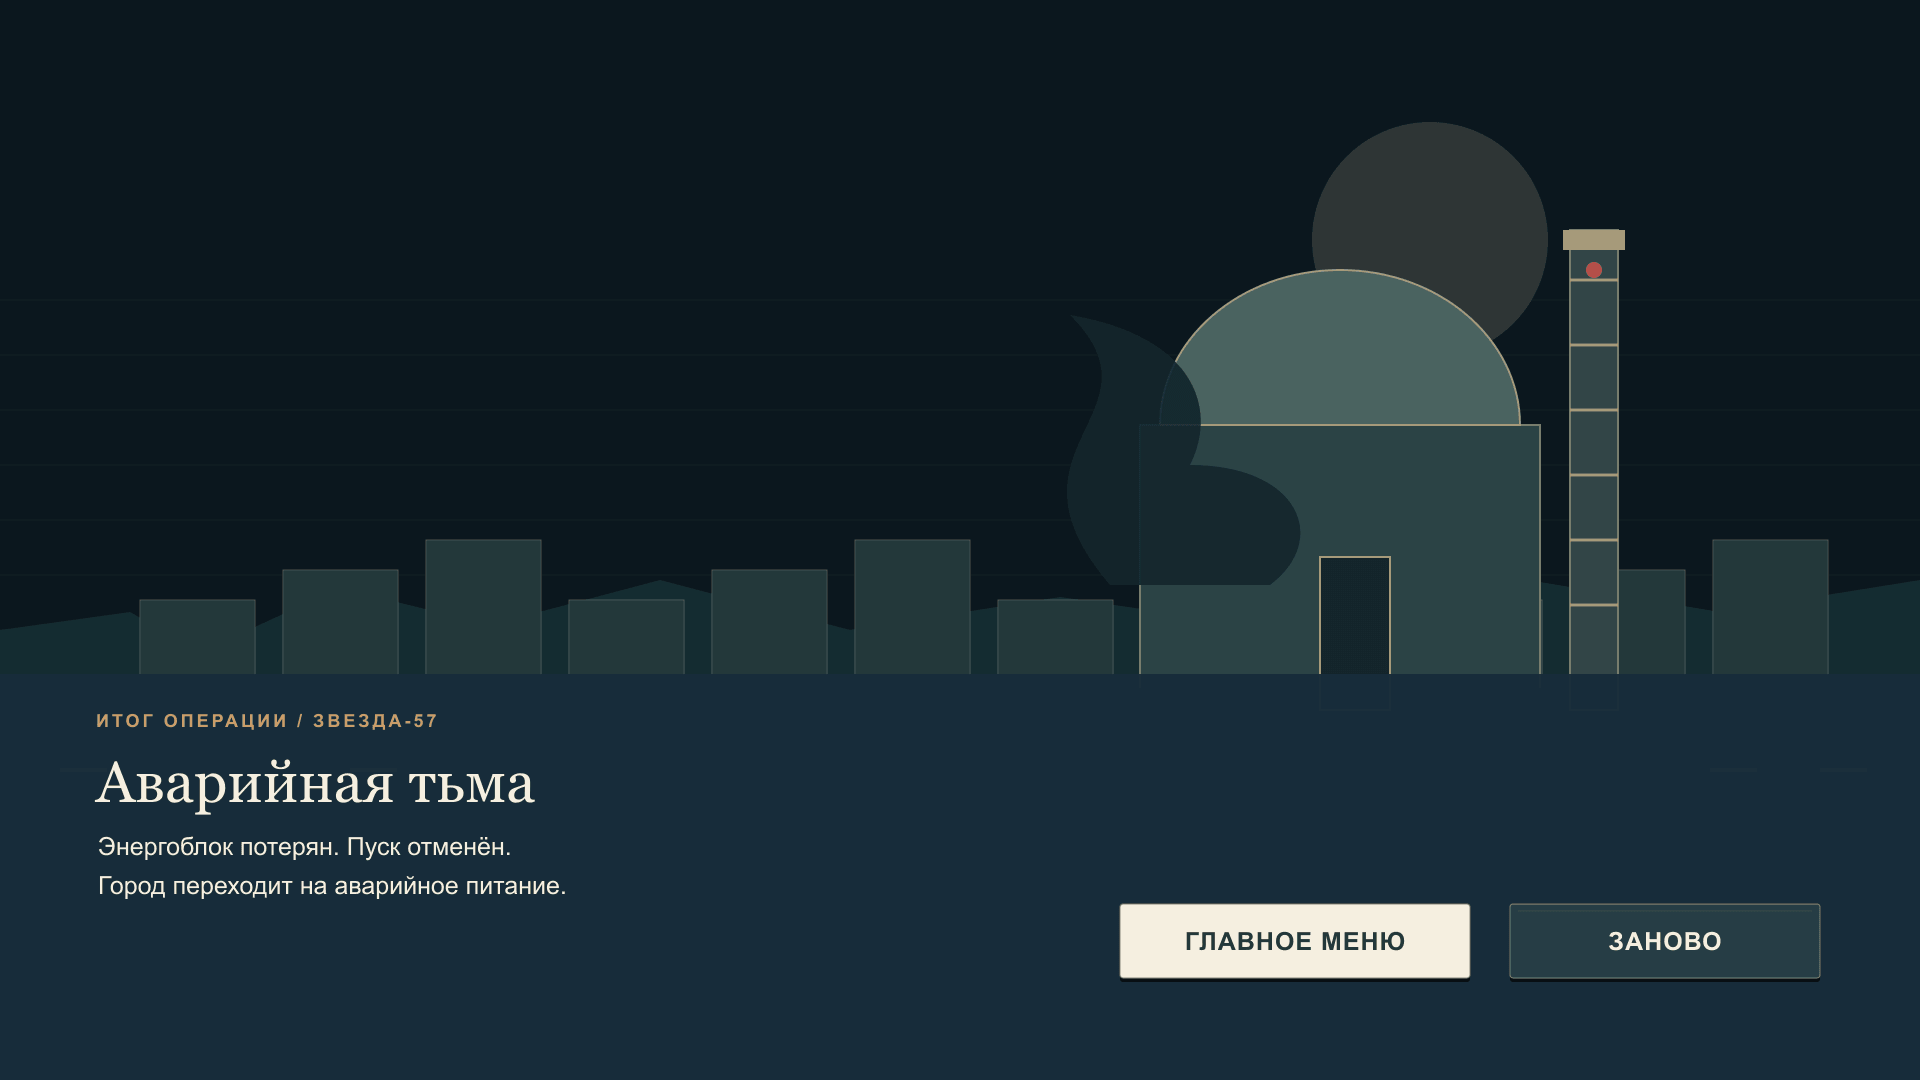 ИТОГ ОПЕРАЦИИ / ЗВЕЗДА-57
Аварийная тьма
Энергоблок потерян. Пуск отменён.
Город переходит на аварийное питание.
ГЛАВНОЕ МЕНЮ
ЗАНОВО